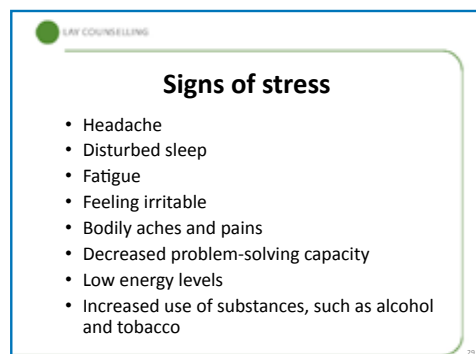 LAY COUNSELLING
Signs of stress
• Headache
• Disturbed sleep
• Fatigue
• Feeling irritable
• Bodily aches and pains
• Decreased problem-solving capacity
• Low energy levels
• Increased use of substances, such as alcohol
and tobacco
29